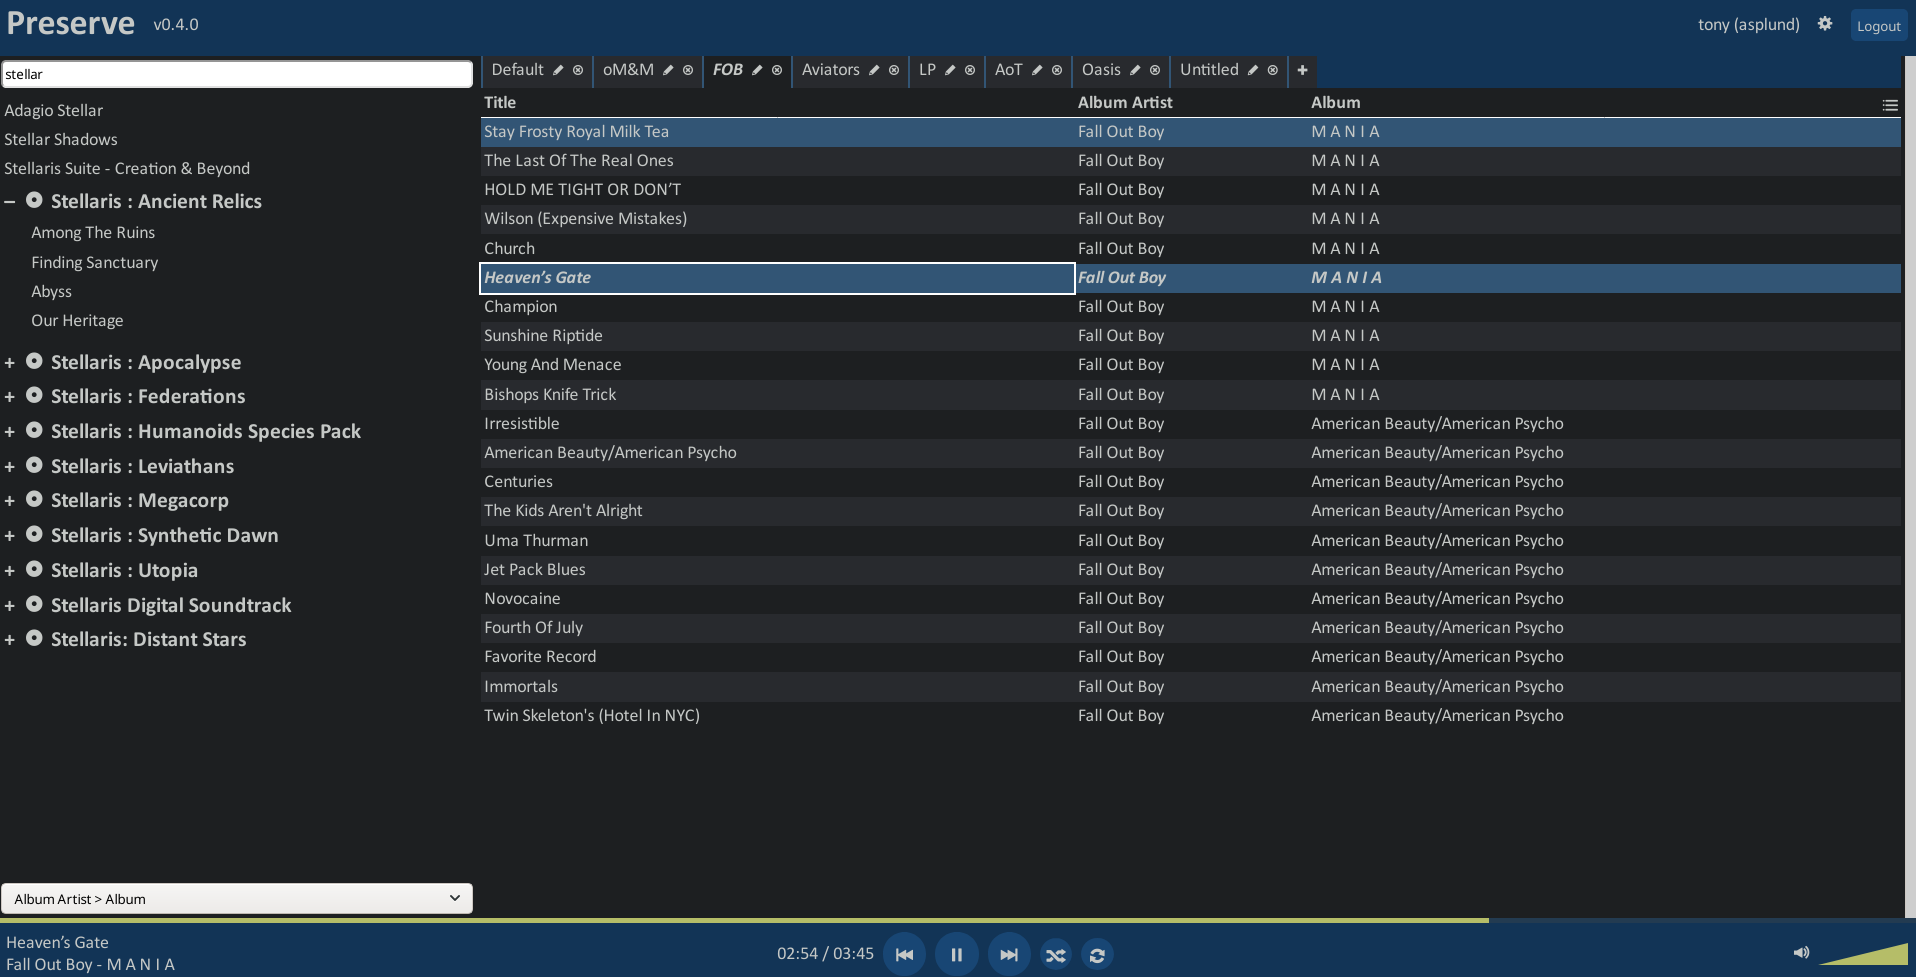 Preserve v0.4.0
tony (asplund) Logout
stellar
Adagio Stellar
Stellar Shadows
Stellaris Suite - Creation & Beyond
Stellaris : Ancient Relics
Among The Ruins
Finding Sanctuary
Abyss
Our Heritage
Stellaris : Apocalypse
Stellaris : Federations
Stellaris : Humanoids Species Pack
Stellaris : Leviathans
Stellaris : Megacorp
Stellaris : Synthetic Dawn
Stellaris : Utopia
Stellaris Digital Soundtrack
Stellaris: Distant Stars
Album Artist > Album
Default oM&M FOB Aviators LP AoT Oasis Untitled +
Title Album Artist Album
Stay Frosty Royal Milk Tea Fall Out Boy M A N I A
The Last Of The Real Ones Fall Out Boy M A N I A
HOLD ME TIGHT OR DON’T Fall Out Boy M A N I A
Wilson (Expensive Mistakes) Fall Out Boy M A N I A
Church Fall Out Boy M A N I A
Heaven’s Gate Fall Out Boy M A N I A
Champion Fall Out Boy M A N I A
Sunshine Riptide Fall Out Boy M A N I A
Young And Menace Fall Out Boy M A N I A
Bishops Knife Trick Fall Out Boy M A N I A
Irresistible Fall Out Boy American Beauty/American Psycho
American Beauty/American Psycho Fall Out Boy American Beauty/American Psycho
Centuries Fall Out Boy American Beauty/American Psycho
The Kids Aren't Alright Fall Out Boy American Beauty/American Psycho
Uma Thurman Fall Out Boy American Beauty/American Psycho
Jet Pack Blues Fall Out Boy American Beauty/American Psycho
Novocaine Fall Out Boy American Beauty/American Psycho
Fourth Of July Fall Out Boy American Beauty/American Psycho
Favorite Record Fall Out Boy American Beauty/American Psycho
Immortals Fall Out Boy American Beauty/American Psycho
Twin Skeleton's (Hotel In NYC) Fall Out Boy American Beauty/American Psycho
Heaven’s Gate
Fall Out Boy - M A N I A
02:54 / 03:45